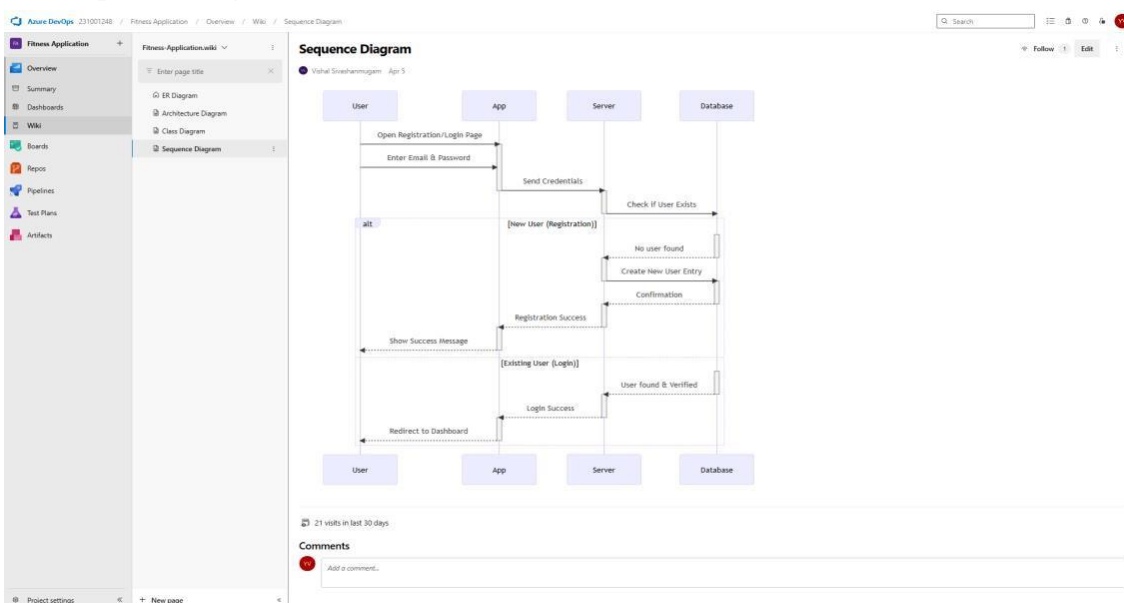 Azure DevOps 231001248 / Fitness Application / Overview / Wiki / Sequence Diagram
Search
Fitness Application +
Overview
Summary
Dashboards
Wiki
Boards
Repos
Pipelines
Test Plans
Artifacts
Project settings
Fitness-Application.wiki
Enter page title
ER Diagram
Architecture Diagram
Class Diagram
Sequence Diagram
+ New page
Sequence Diagram
Follow 1 Edit
Vishal Sivashanmugam Apr 5
User App Server Database
Open Registration/Login Page
Enter Email & Password
Send Credentials
Check if User Exists
alt [New User (Registration)]
No user found
Create New User Entry
Confirmation
Registration Success
Show Success Message
[Existing User (Login)]
User found & Verified
Login Success
Redirect to Dashboard
User App Server Database
21 visits in last 30 days
Comments
YV
Add a comment...